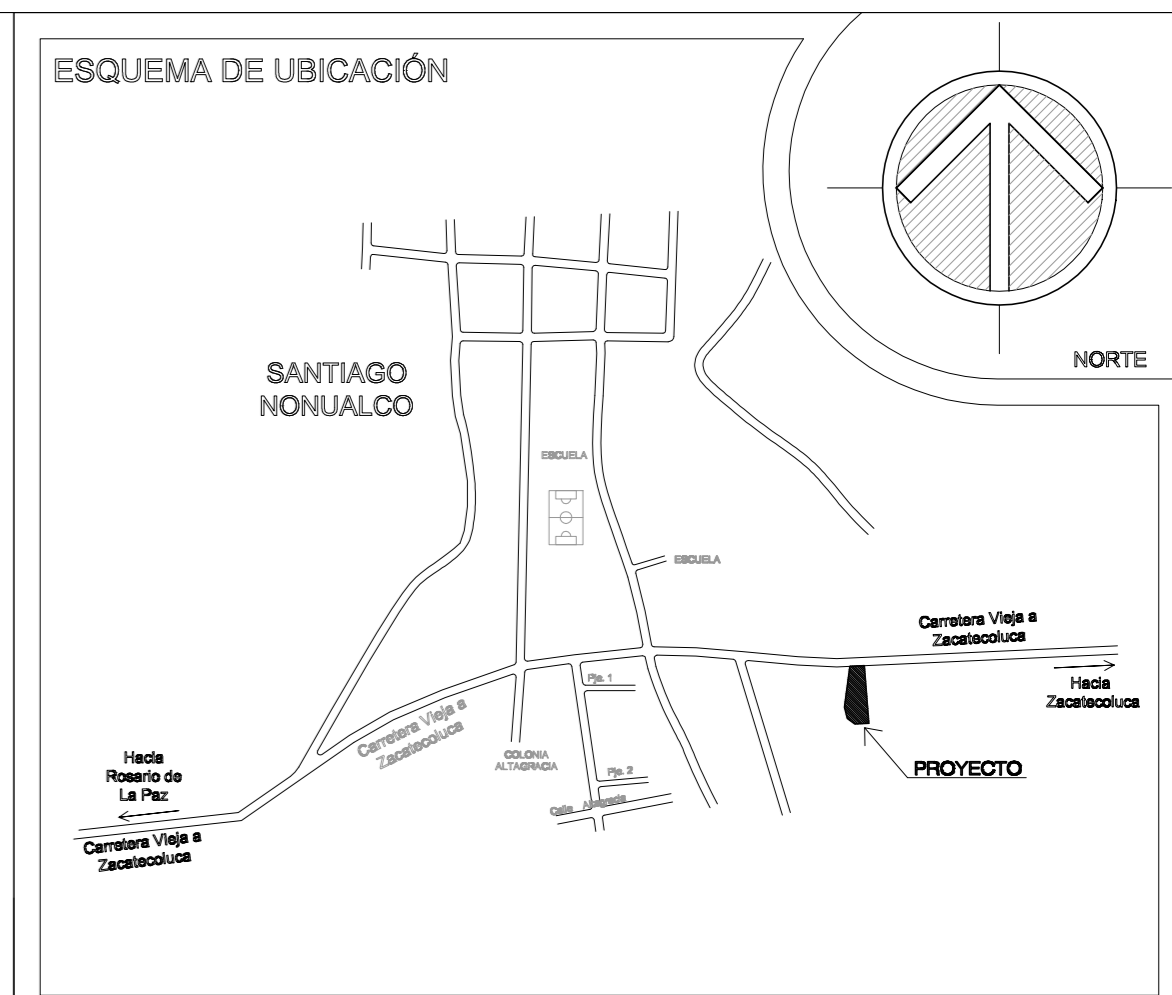 ESQUEMA DE UBICACIÓN
NORTE
SANTIAGO
NONUALCO
ESCUELA
ESCUELA
Carretera Vieja a
Zacatecoluca
Hacia
Zacatecoluca
Pje. 1
Carretera Vieja a
Zacatecoluca
COLONIA
ALTAGRACIA
Pje. 2
Calle Altagracia
PROYECTO
Hacia
Rosario de
La Paz
Carretera Vieja a
Zacatecoluca